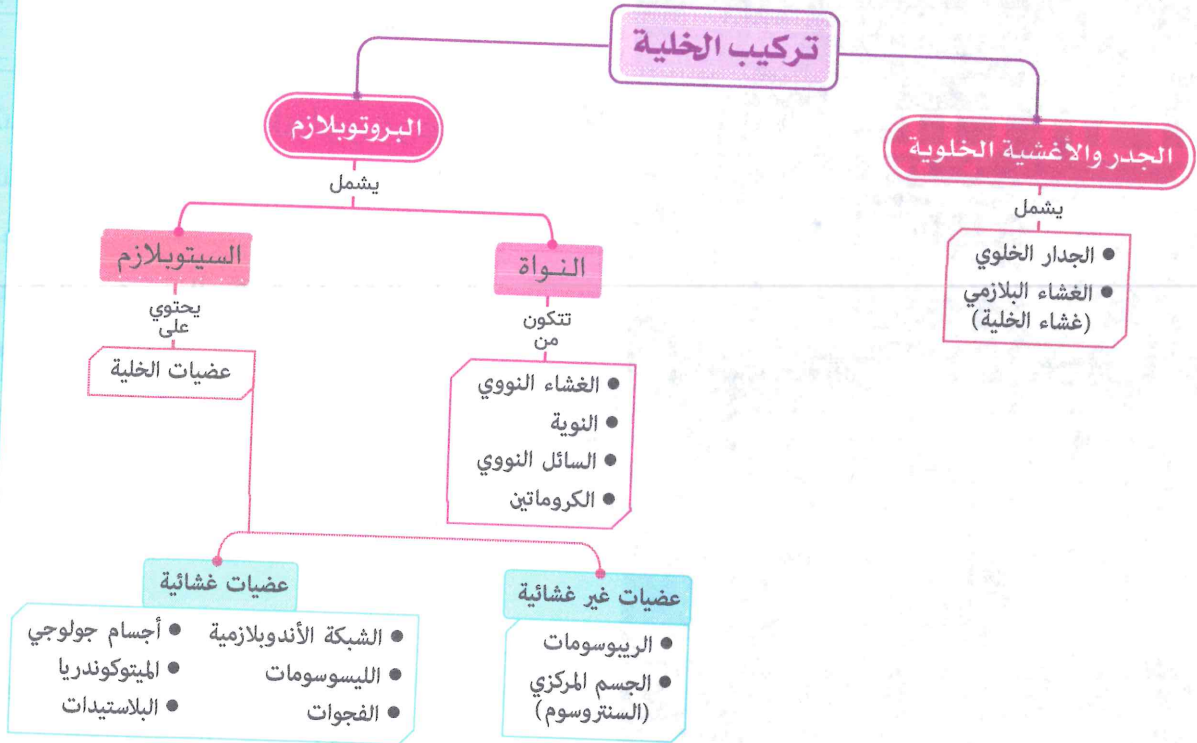 تركيب الخلية
الجدر والأغشية الخلوية
يشمل
● الجدار الخلوي
● الغشاء البلازمي
(غشاء الخلية)
البروتوبلازم
يشمل
النـواة
تتكون
من
● الغشاء النووي
● النوية
● السائل النووي
● الكروماتين
السيتوبلازم
يحتوي
على
عضيات الخلية
عضيات غير غشائية
● الريبوسومات
● الجسم المركزي
(السنتروسوم)
عضيات غشائية
● الشبكة الأندوبلازمية
● الليسوسومات
● الفجوات
● أجسام جولوجي
● الميتوكوندريا
● البلاستيدات